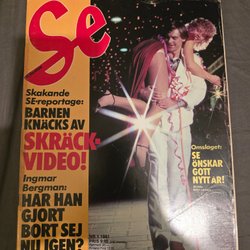 Se
Skakande
SE-reportage:
BARNEN
KNÄCKS AV
SKRÄCK-
VIDEO!
Ingmar
Bergman:
HAR HAN
GJORT
BORT SEJ
NU IGEN?
Omslaget:
SE
ÖNSKAR
GOTT
NYTT ÅR!